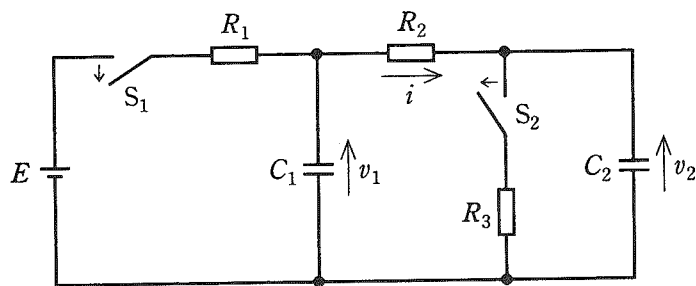 R₁
R₂
S₁
i
S₂
E
C₁
v₁
R₃
C₂
v₂